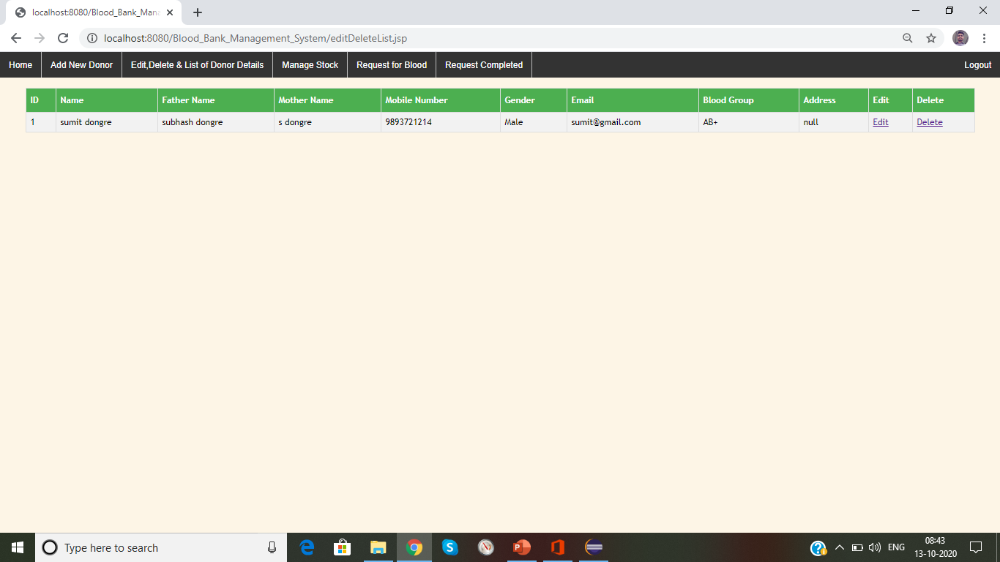 localhost:8080/Blood_Bank_Mana
localhost:8080/Blood_Bank_Management_System/editDeleteList.jsp
Home Add New Donor Edit,Delete & List of Donor Details Manage Stock Request for Blood Request Completed Logout
ID Name Father Name Mother Name Mobile Number Gender Email Blood Group Address Edit Delete
1 sumit dongre subhash dongre s dongre 9893721214 Male sumit@gmail.com AB+ null Edit Delete
Type here to search
ENG
08:43
13-10-2020